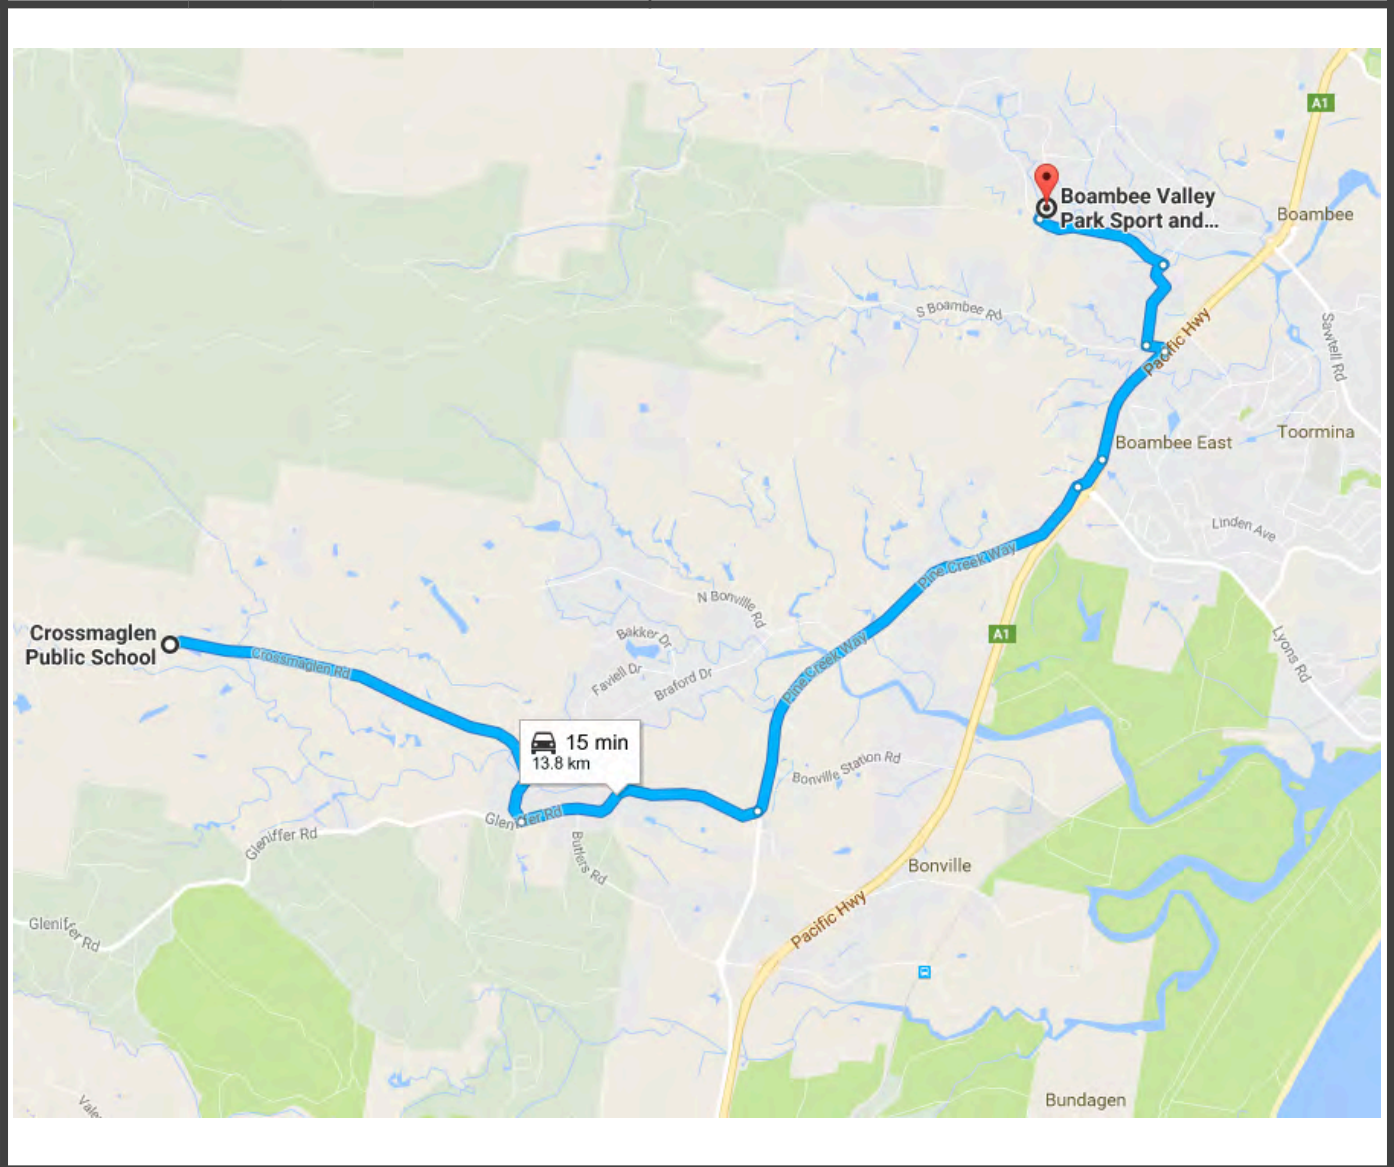 A1
Boambee Valley
Park Sport and...
Boambee
S Boambee Rd
Pacific Hwy
Sawtell Rd
Boambee East
Toormina
Linden Ave
Pine Creek Way
N Bonville Rd
A1
Crossmaglen
Public School
Crossmaglen Rd
Bakker Dr
Faviell Dr
Braford Dr
Pine Creek Way
Lyons Rd
15 min
13.8 km
Bonville Station Rd
Gleniffer Rd
Gleniffer Rd
Butlers Rd
Bonville
Gleniffer Rd
Pacific Hwy
Bundagen